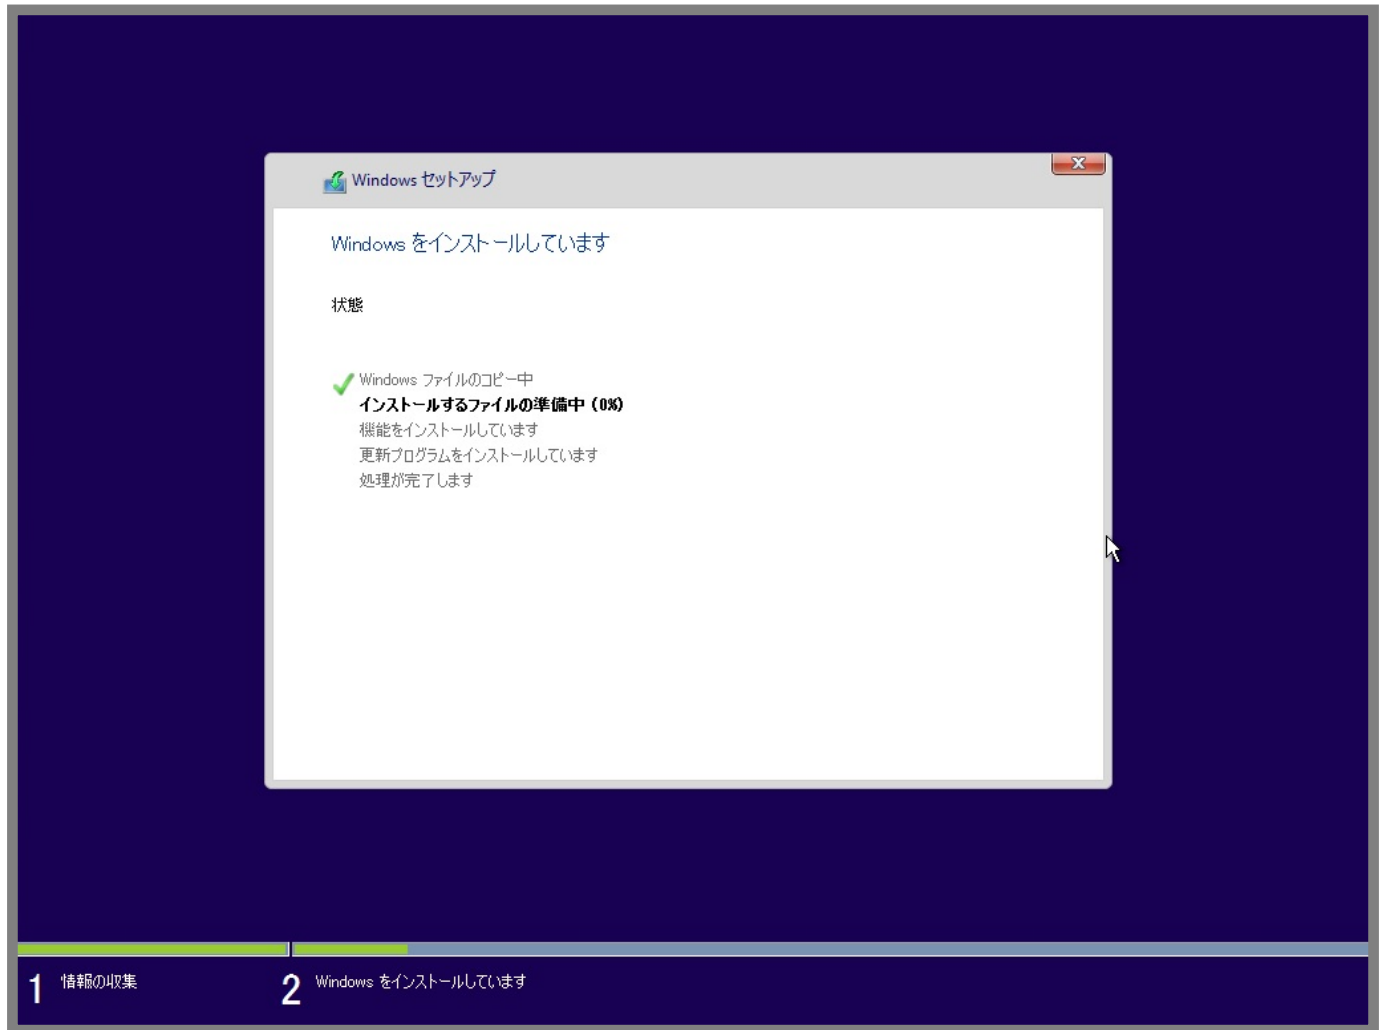 Windows セットアップ
Windows をインストールしています
状態
Windows ファイルのコピー中
インストールするファイルの準備中 (0%)
機能をインストールしています
更新プログラムをインストールしています
処理が完了します
1 情報の収集
2 Windows をインストールしています